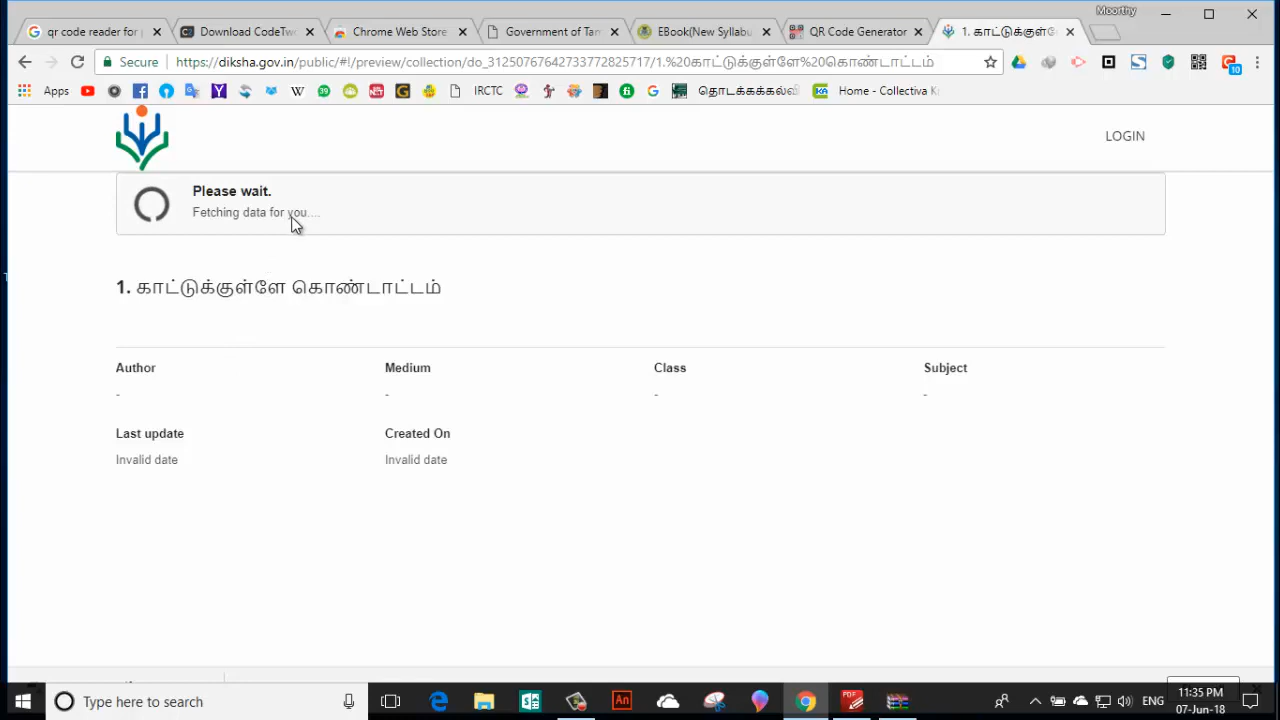 Moorthy
qr code reader for
Download CodeTw
Chrome Web Store
Government of Tam
EBook(New Syllabu
QR Code Generator
1. காட்டுக்குள்ளே
Secure
https://diksha.gov.in/public/#!/preview/collection/do_31250676427337728257​17/1.%20காட்டுக்குள்ளே%20கொண்டாட்டம்
10
Apps
IRCTC
தொடக்கக்கல்வி
Home - Collectiva K
LOGIN
Please wait.
Fetching data for you....
1. காட்டுக்குள்ளே கொண்டாட்டம்
Author Medium Class Subject
- - - -
Last update Created On
Invalid date Invalid date
Type here to search
ENG
11:35 PM
07-Jun-18